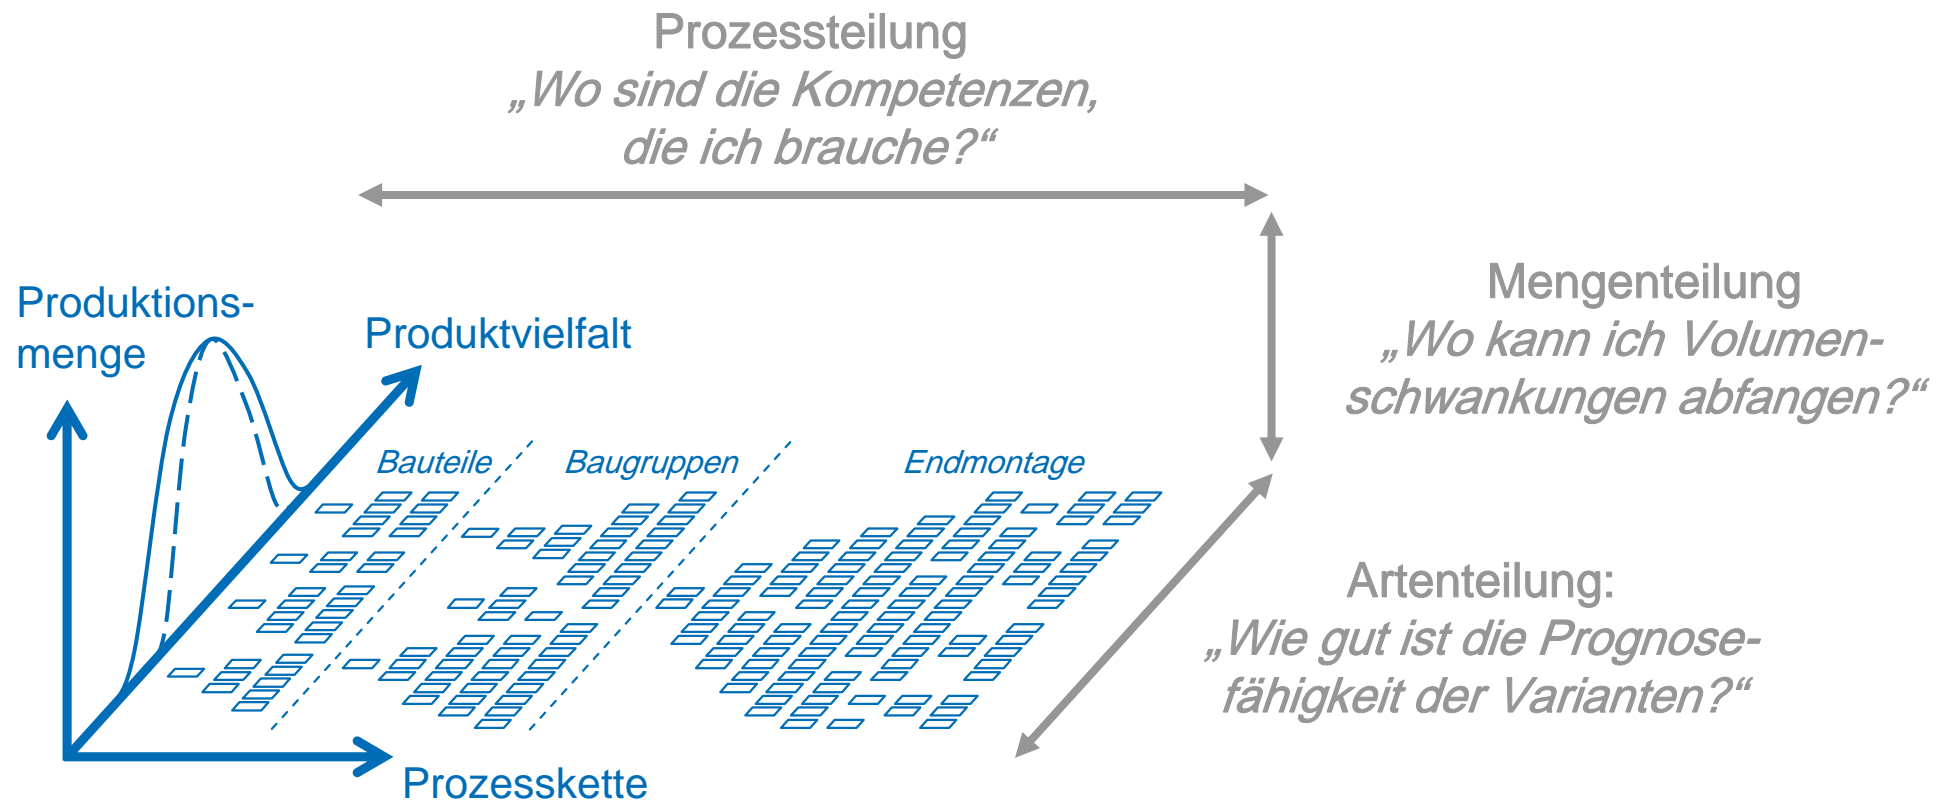 Prozessteilung
„Wo sind die Kompetenzen,
die ich brauche?“
Produktions-
menge
Produktvielfalt
Mengenteilung
„Wo kann ich Volumen-
schwankungen abfangen?“
Bauteile
Baugruppen
Endmontage
Artenteilung:
„Wie gut ist die Prognose-
fähigkeit der Varianten?“
Prozesskette